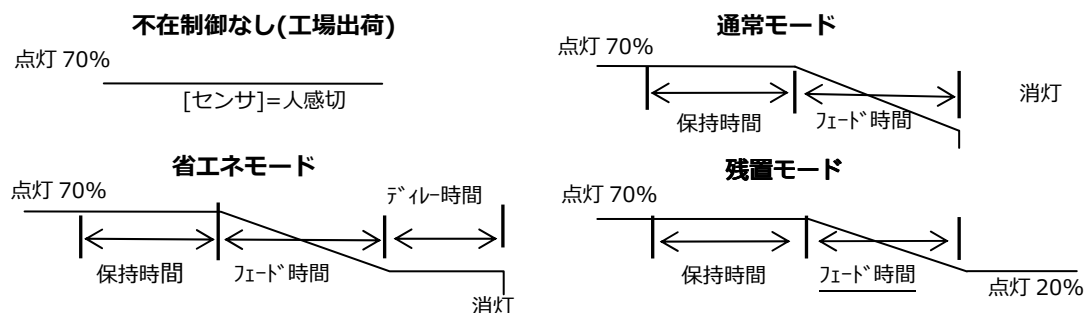 不在制御なし(工場出荷)
点灯 70%
[センサ]=人感切
通常モード
点灯 70%
消灯
保持時間
フェード時間
省エネモード
点灯 70%
ディレー時間
保持時間
フェード時間
消灯
残置モード
点灯 70%
保持時間
フェード時間
点灯 20%